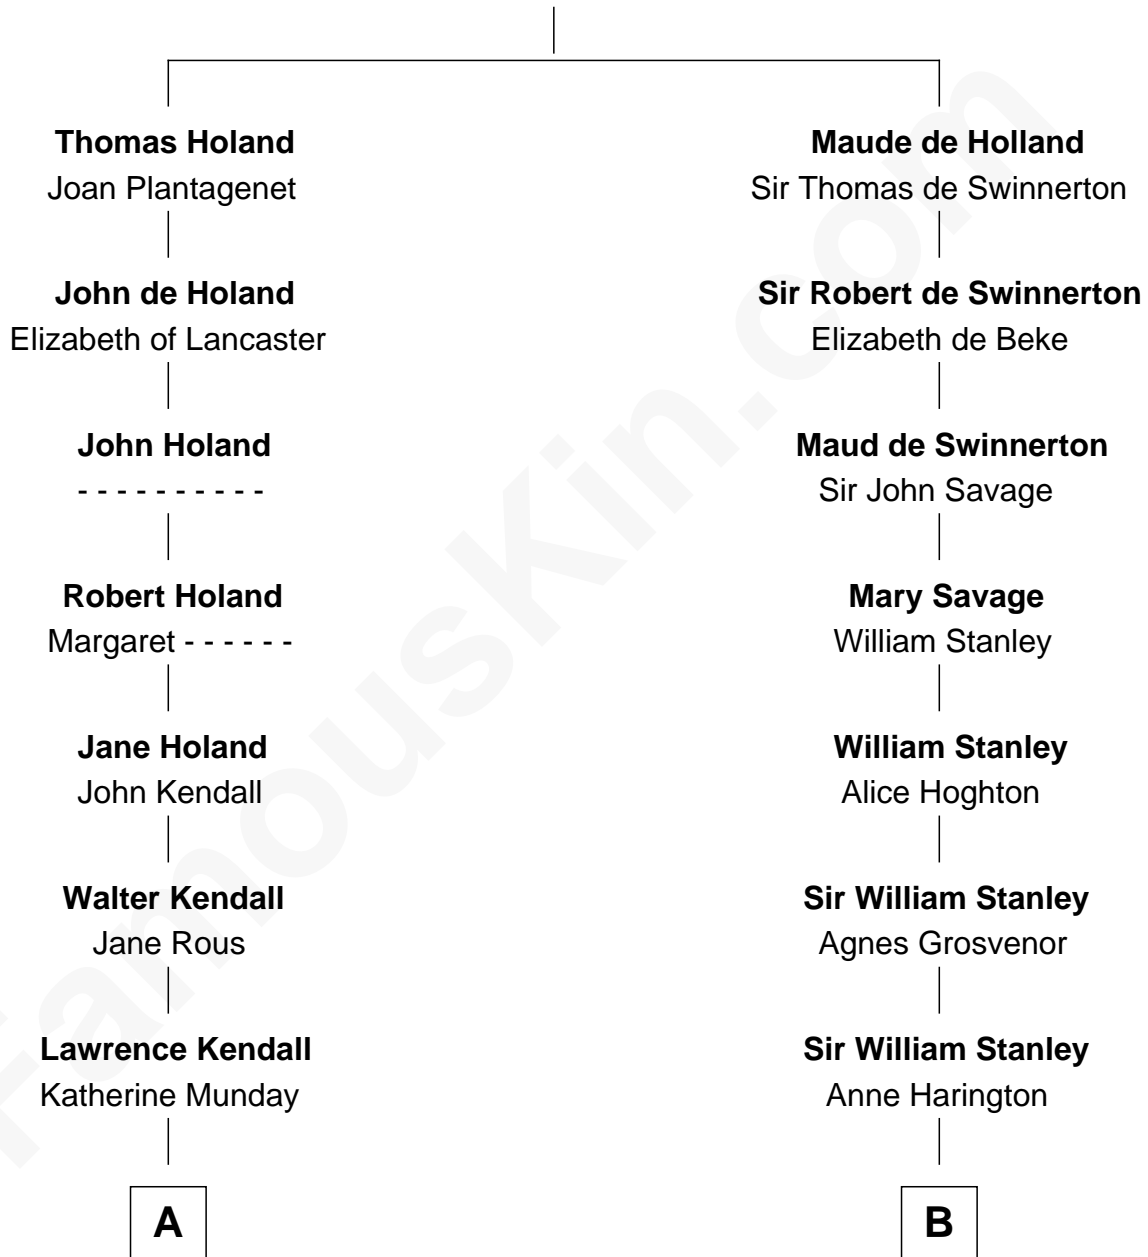 Thomas Holand
Joan Plantagenet
John de Holand
Elizabeth of Lancaster
John Holand
- - - - - - - - - -
Robert Holand
Margaret - - - - - -
Jane Holand
John Kendall
Walter Kendall
Jane Rous
Lawrence Kendall
Katherine Munday
A
Maude de Holland
Sir Thomas de Swinnerton
Sir Robert de Swinnerton
Elizabeth de Beke
Maud de Swinnerton
Sir John Savage
Mary Savage
William Stanley
William Stanley
Alice Hoghton
Sir William Stanley
Agnes Grosvenor
Sir William Stanley
Anne Harington
B
FamousKin.com